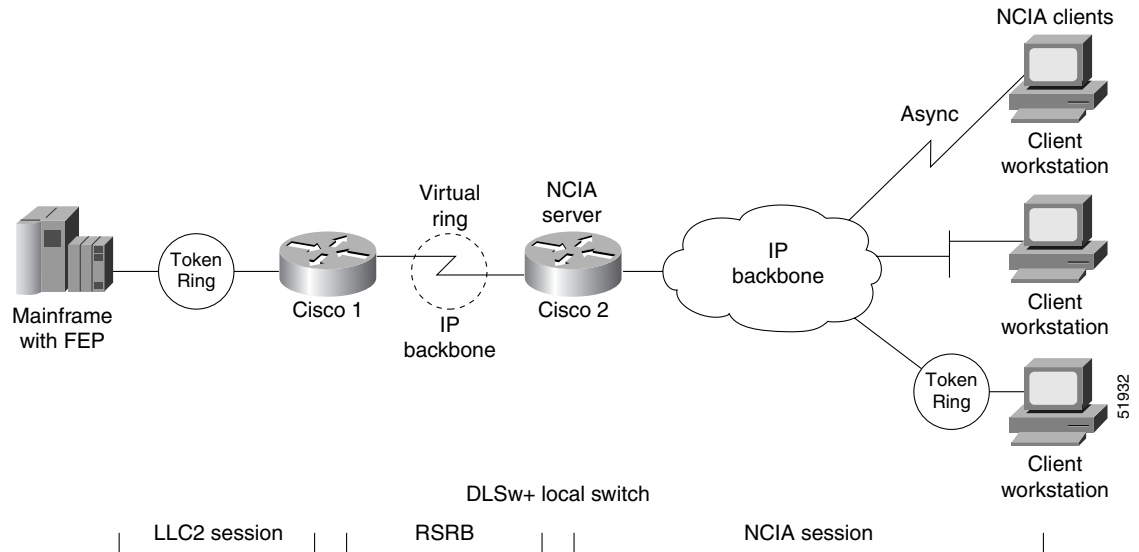 NCIA clients
Async
Client
workstation
Virtual
ring
NCIA
server
Token
Ring
IP
backbone
Mainframe
with FEP
Cisco 1
IP
backbone
Cisco 2
Client
workstation
Token
Ring
51932
Client
workstation
DLSw+ local switch
LLC2 session
RSRB
NCIA session